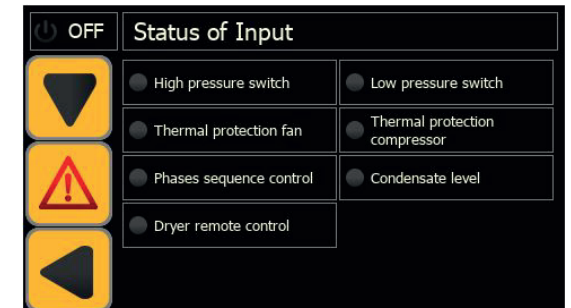 OFF
Status of Input
High pressure switch
Low pressure switch
Thermal protection fan
Thermal protection
compressor
Phases sequence control
Condensate level
Dryer remote control